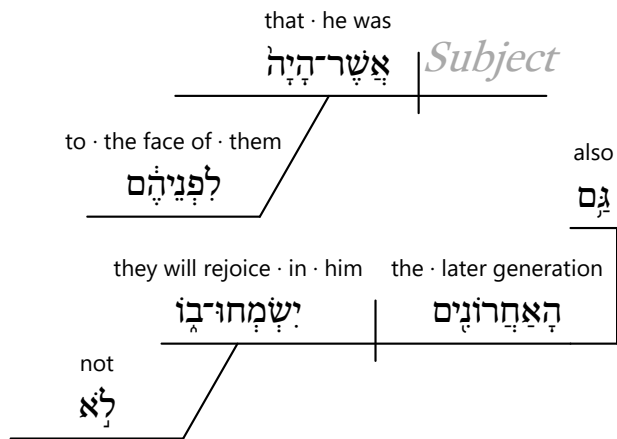 that · he was
אֲשֶׁר־הָיָה֙
Subject
to · the face of · them
לִפְנֵיהֶ֔ם
also
גַּ֥ם
they will rejoice · in · him
יִשְׂמְחוּ־ב֑וֹ
the · later generation
הָאַחֲרוֹנִ֖ים
not
לֹ֣א